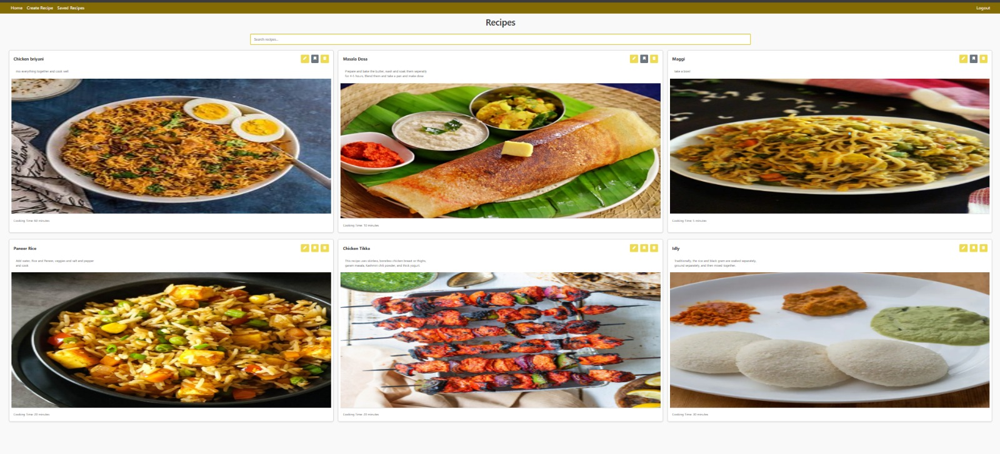 Home Create Recipe Saved Recipes Logout
Recipes
Search recipes...
Chicken briyani
mix everything together and cook well
Cooking Time: 60 minutes
Masala Dosa
Prepare and bake the butter, wash and soak them seperatly
for 4-5 hours, Blend them and take a pan and make dosa
Cooking Time: 10 minutes
Maggi
take a bowl
Cooking Time: 5 minutes
Paneer Rice
Add water, Rice and Paneer, veggies and salt and pepper
and cook
Cooking Time: 20 minutes
Chicken Tikka
This recipe uses skinless, boneless chicken breast or thighs,
garam masala, kashmiri chili powder, and thick yogurt.
Cooking Time: 20 minutes
Idly
Traditionally, the rice and black gram are soaked separately,
ground separately, and then mixed together.
Cooking Time: 30 minutes